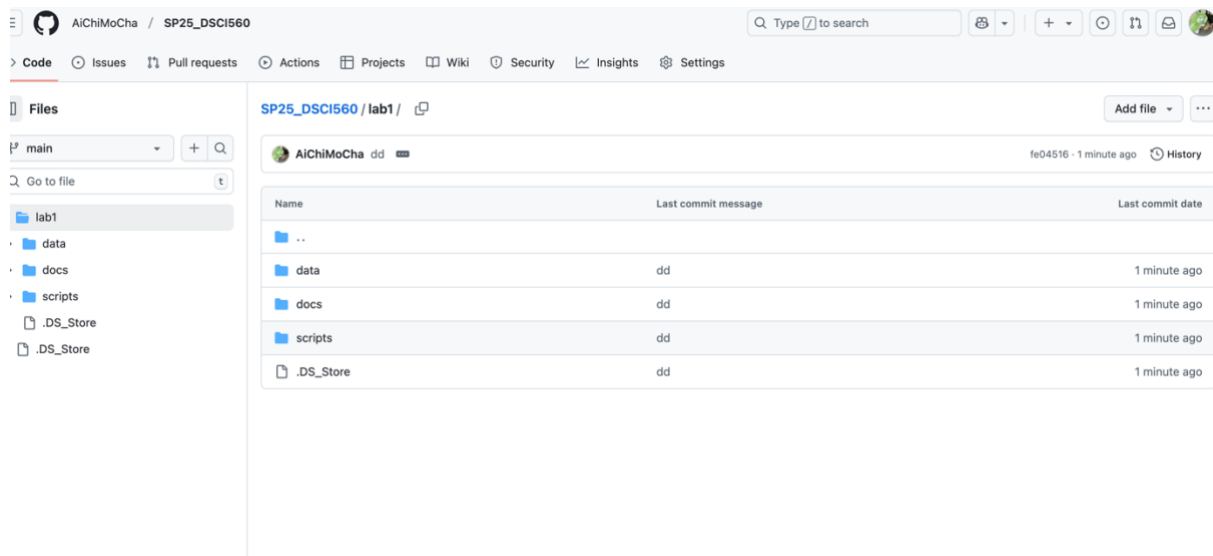 AiChiMoCha / SP25_DSCI560
Type / to search
Code Issues Pull requests Actions Projects Wiki Security Insights Settings
Files
main
Go to file t
lab1
data
docs
scripts
.DS_Store
.DS_Store
SP25_DSCI560 / lab1 /
Add file
AiChiMoCha dd
fe04516 · 1 minute ago History
Name Last commit message Last commit date
..
data dd 1 minute ago
docs dd 1 minute ago
scripts dd 1 minute ago
.DS_Store dd 1 minute ago